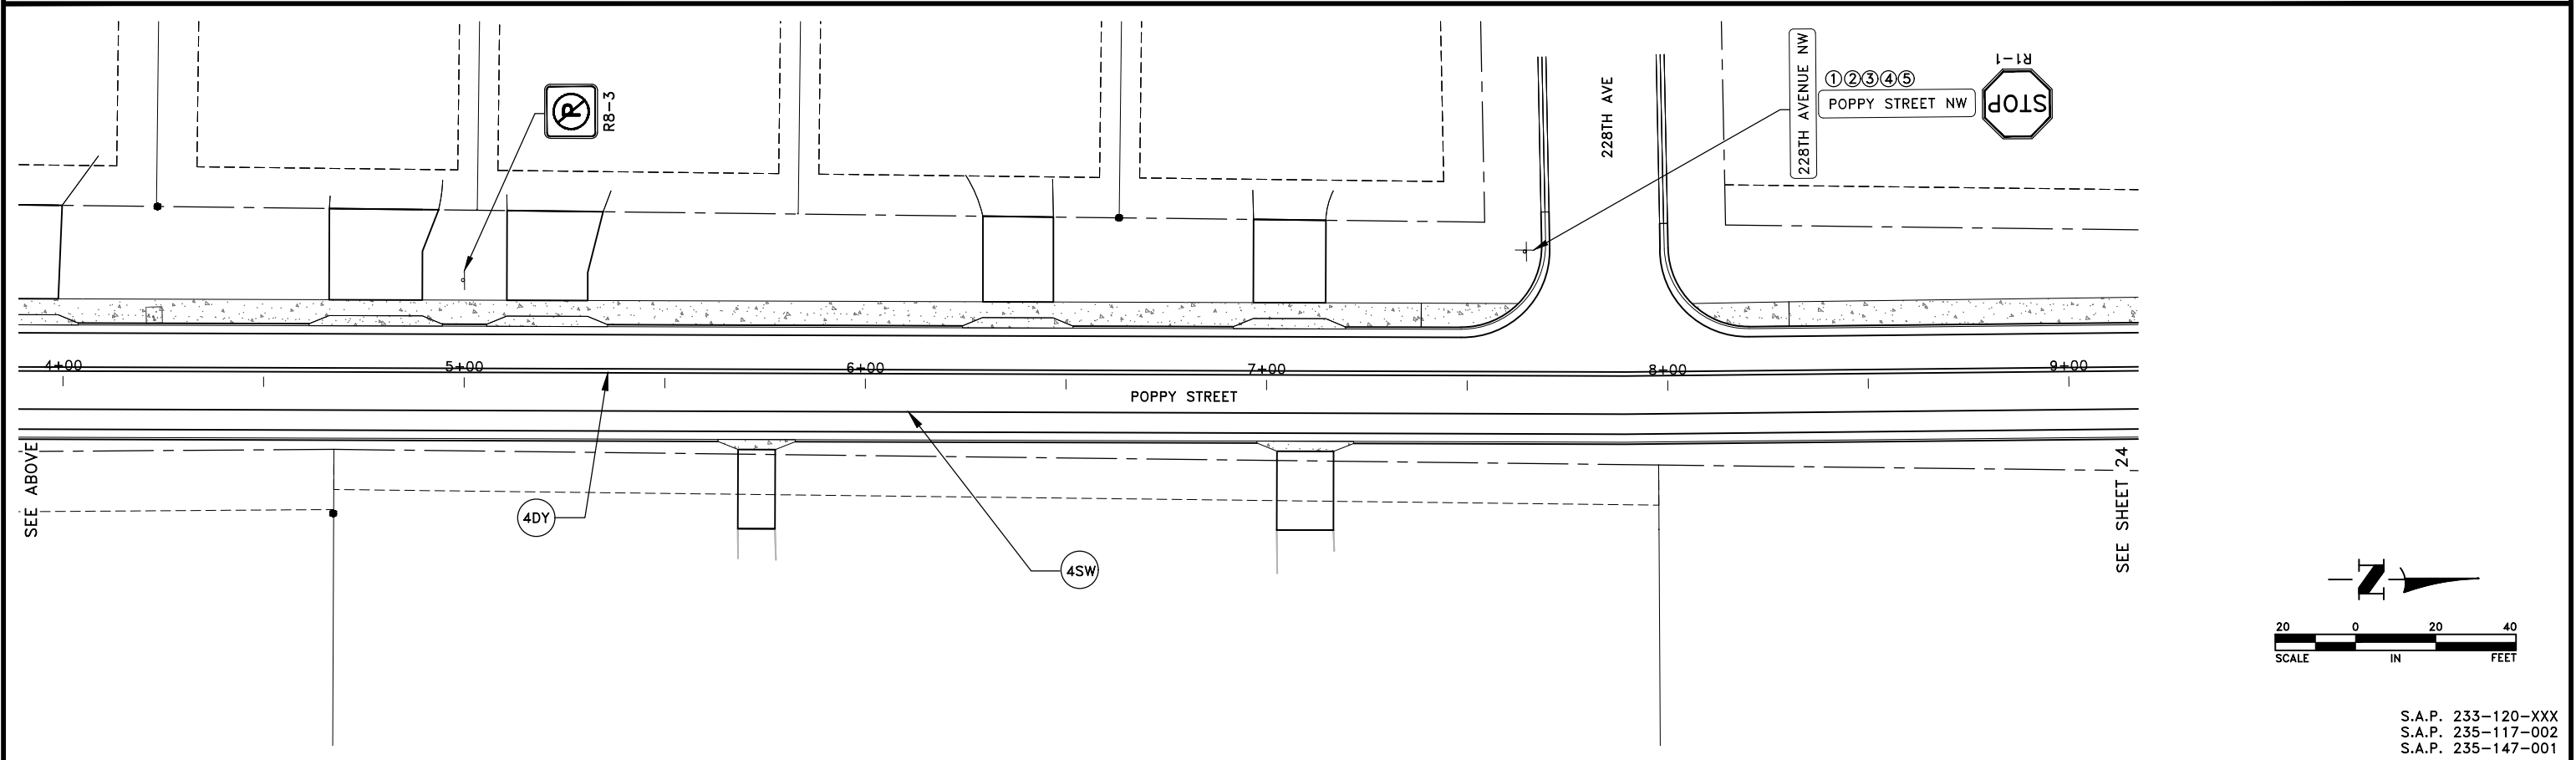 R1-1
STOP
①②③④⑤
POPPY STREET NW
228TH AVENUE NW
228TH AVE
P
R8-3
4+00
5+00
6+00
7+00
8+00
9+00
POPPY STREET
SEE ABOVE
SEE SHEET 24
4DY
4SW
N
20 0 20 40
SCALE IN FEET
S.A.P. 233-120-XXX
S.A.P. 235-117-002
S.A.P. 235-147-001